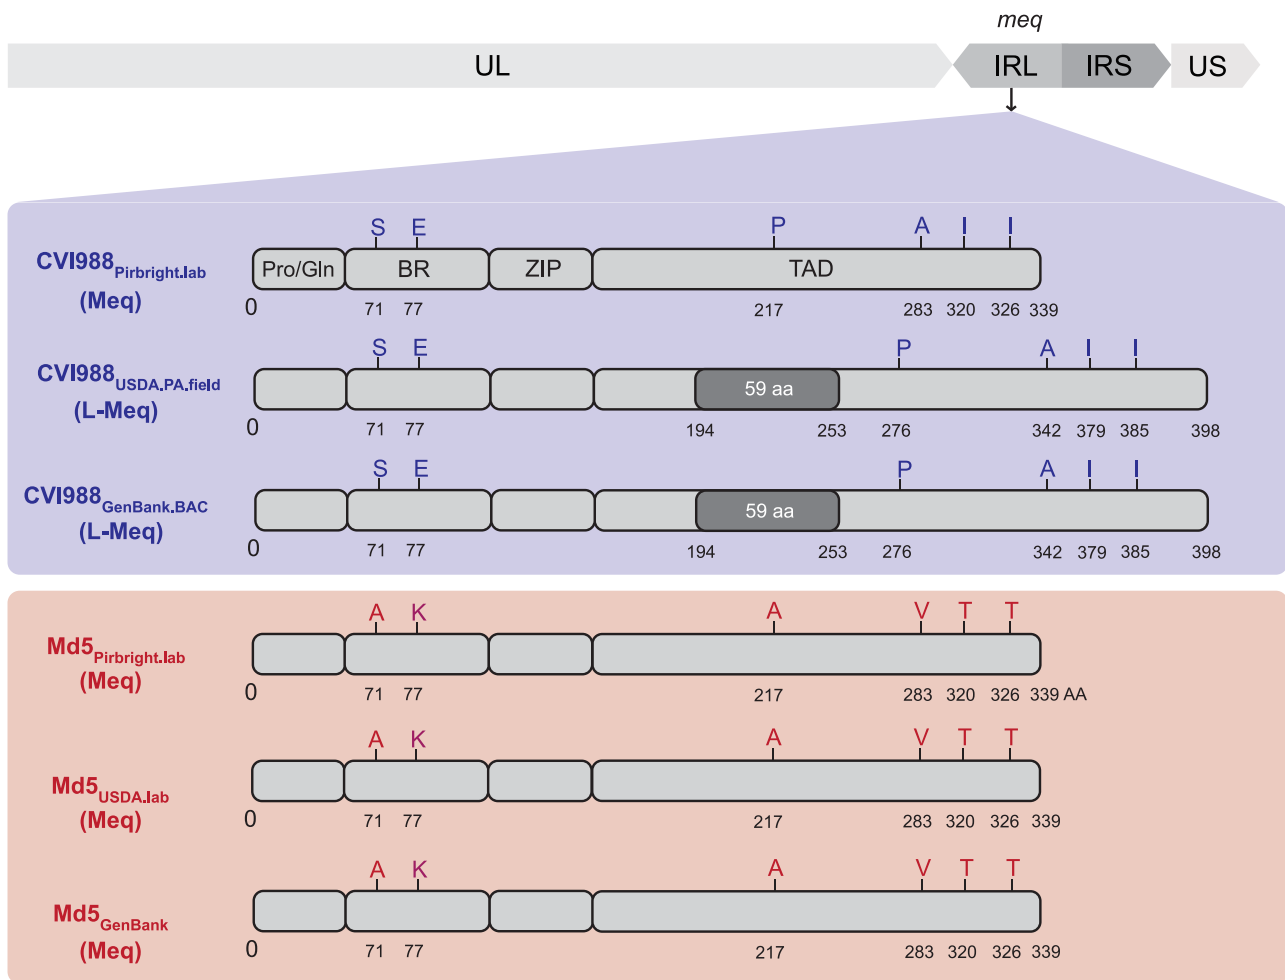 meq
UL IRL IRS US
S E P A I I
CVI988Pirbright.lab
(Meq)
Pro/Gln BR ZIP TAD
0 71 77 217 283 320 326 339
S E P A I I
CVI988USDA.PA.field
(L-Meq)
59 aa
0 71 77 194 253 276 342 379 385 398
S E P A I I
CVI988GenBank.BAC
(L-Meq)
59 aa
0 71 77 194 253 276 342 379 385 398
A K A V T T
Md5Pirbright.lab
(Meq)
0 71 77 217 283 320 326 339 AA
A K A V T T
Md5USDA.lab
(Meq)
0 71 77 217 283 320 326 339
A K A V T T
Md5GenBank
(Meq)
0 71 77 217 283 320 326 339